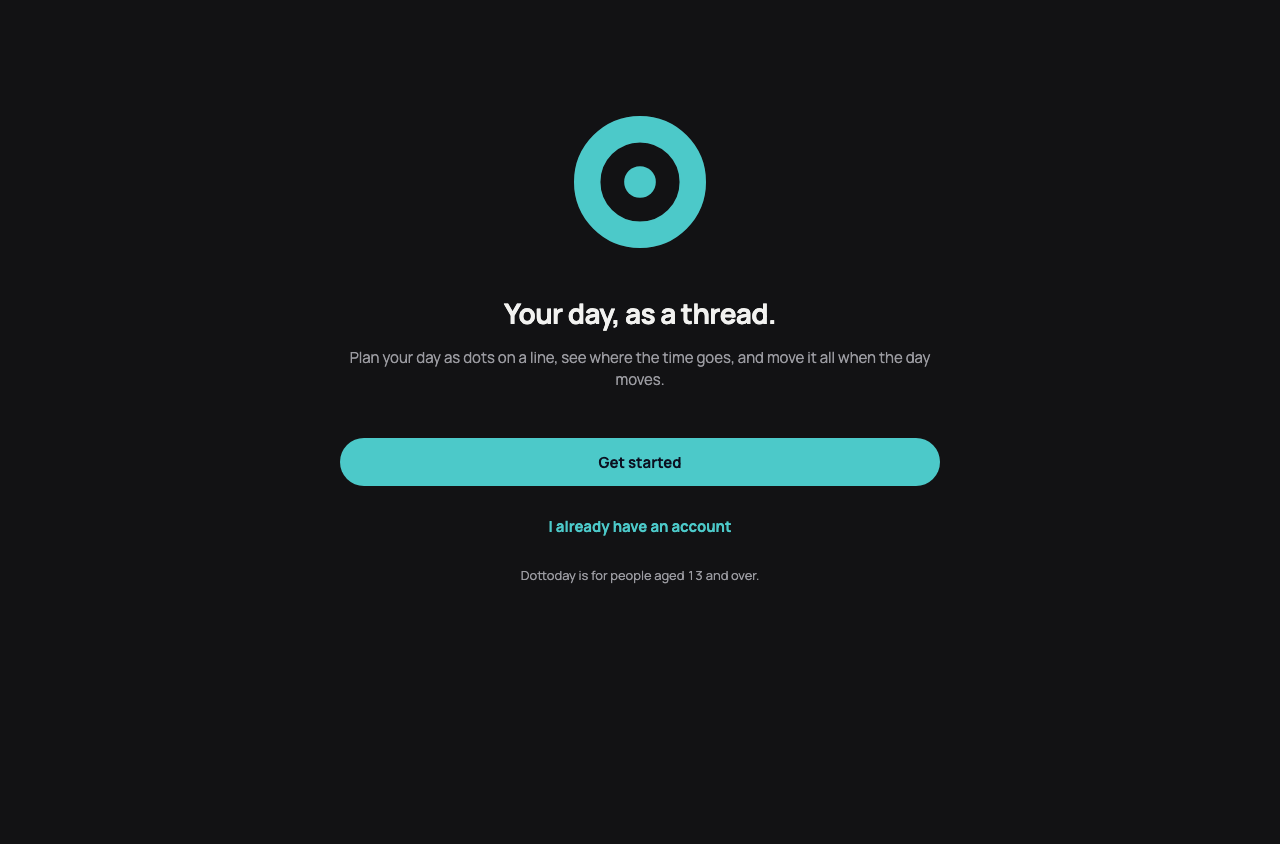 Your day, as a thread.
Plan your day as dots on a line, see where the time goes, and move it all when the day
moves.
Get started
I already have an account
Dottoday is for people aged 13 and over.